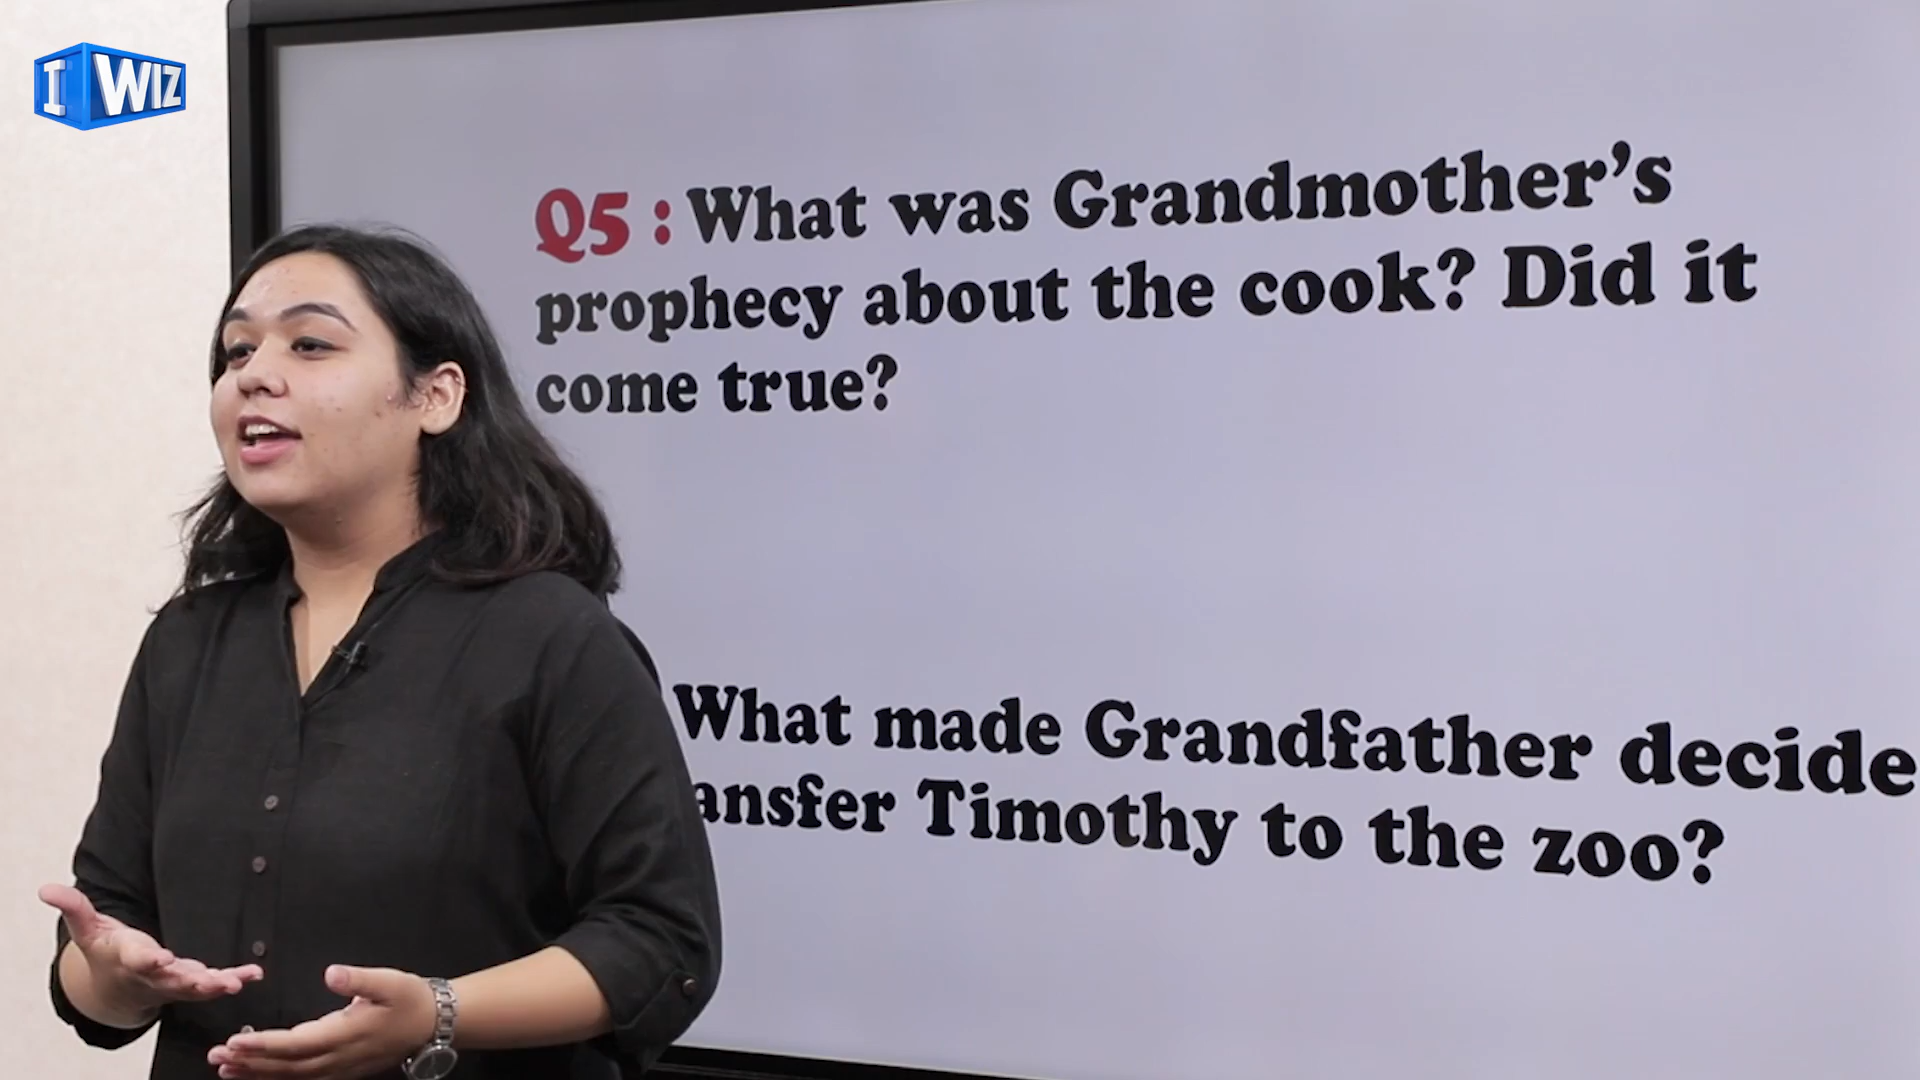 I WIZ
Q5 : What was Grandmother’s
prophecy about the cook? Did it
come true?
What made Grandfather decide
ansfer Timothy to the zoo?